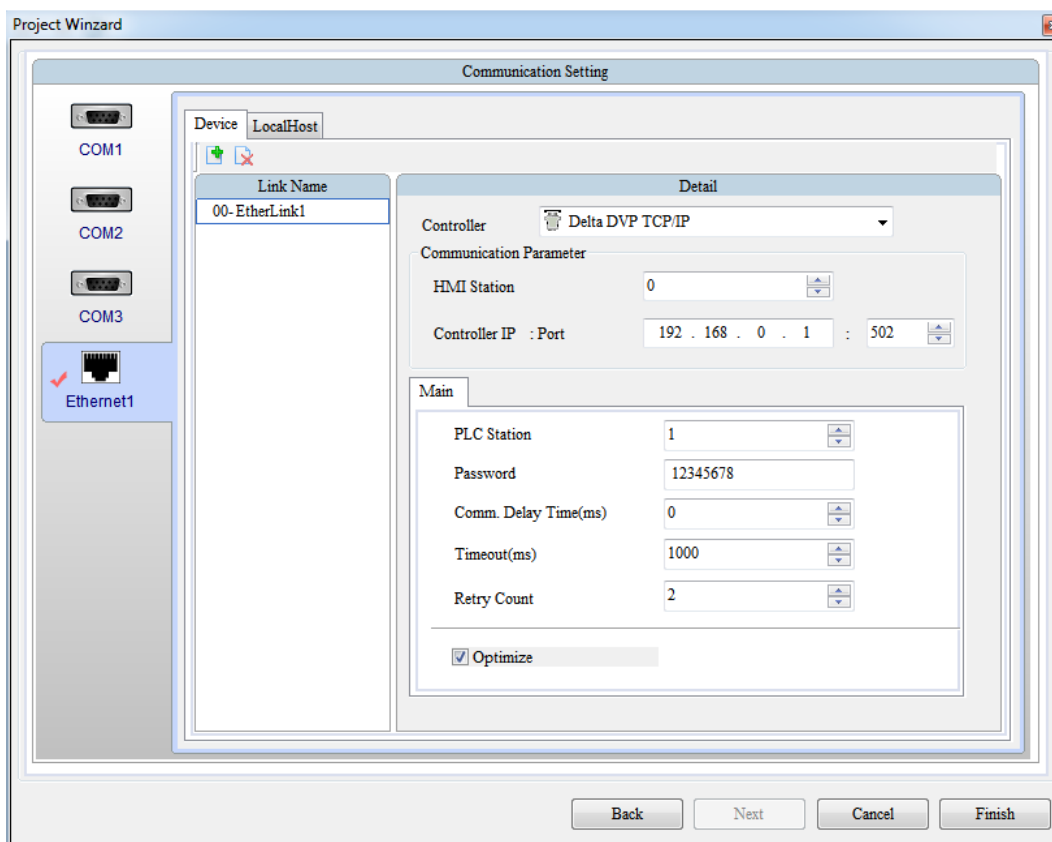 Project Winzard
Communication Setting
COM1
COM2
COM3
Ethernet1
Device LocalHost
Link Name
00- EtherLink1
Detail
Controller Delta DVP TCP/IP
Communication Parameter
HMI Station 0
Controller IP : Port 192 . 168 . 0 . 1 : 502
Main
PLC Station 1
Password 12345678
Comm. Delay Time(ms) 0
Timeout(ms) 1000
Retry Count 2
Optimize
Back Next Cancel Finish